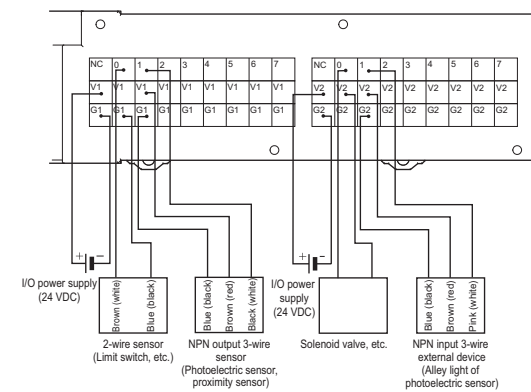 NC 0 1 2 3 4 5 6 7
V1 V1 V1 V1 V1 V1 V1 V1 V1
G1 G1 G1 G1 G1 G1 G1 G1 G1
NC 0 1 2 3 4 5 6 7
V2 V2 V2 V2 V2 V2 V2 V2 V2
G2 G2 G2 G2 G2 G2 G2 G2 G2
+ −
I/O power supply
(24 VDC)
Brown (white)
Blue (black)
2-wire sensor
(Limit switch, etc.)
Blue (black)
Brown (red)
Black (white)
NPN output 3-wire
sensor
(Photoelectric sensor,
proximity sensor)
+ −
I/O power
supply
(24 VDC)
Solenoid valve, etc.
Blue (black)
Brown (red)
Pink (white)
NPN input 3-wire
external device
(Alley light of
photoelectric sensor)